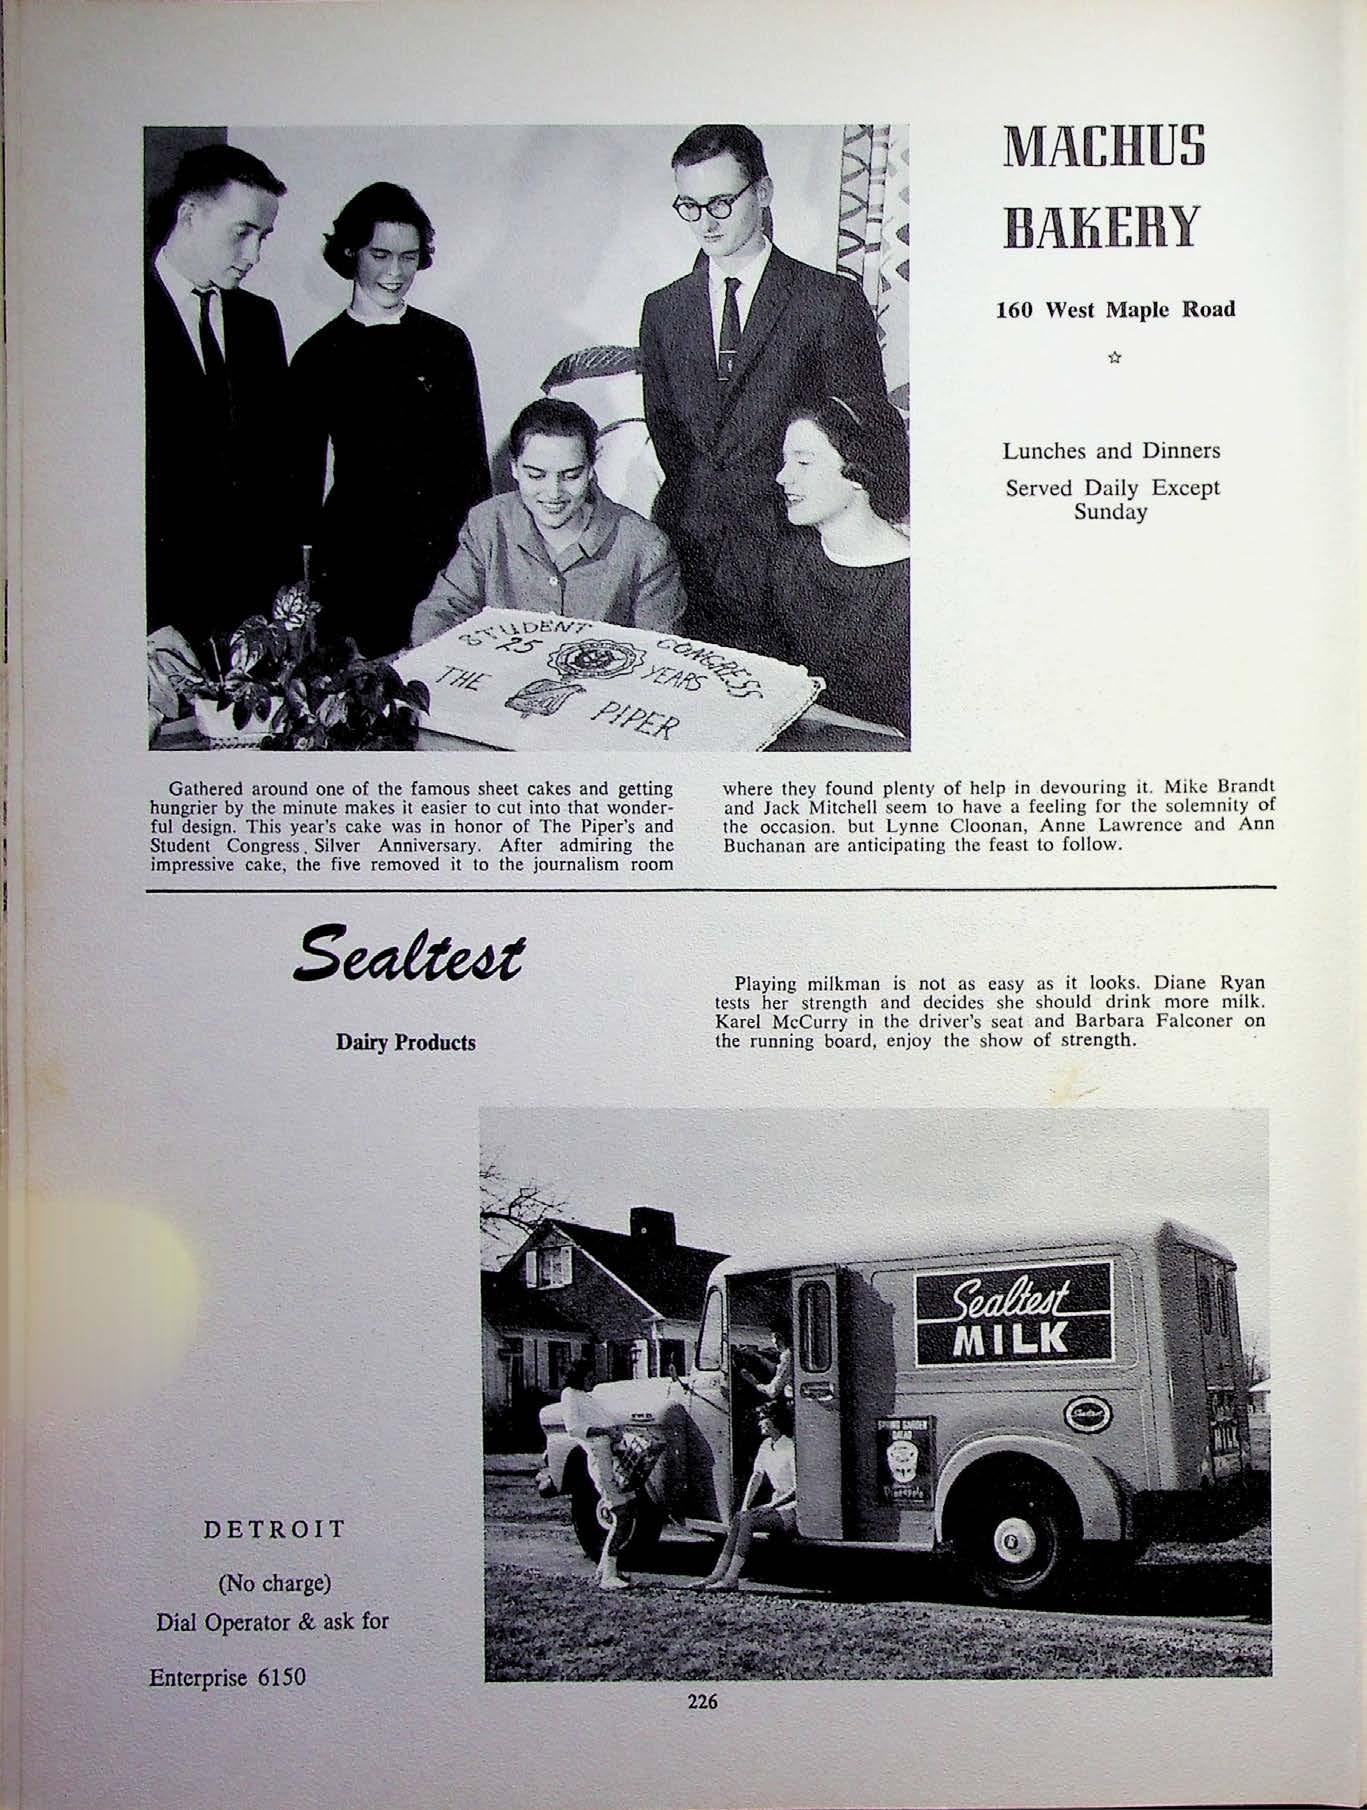 MACHUS
BAKERY
160 West Maple Road
Lunches and Dinners
Served Daily Except
Sunday
STUDENT CONGRESS
25 YEARS
THE PIPER
Gathered around one of the famous sheet cakes and getting
hungrier by the minute makes it easier to cut into that wonder-
ful design. This year's cake was in honor of The Piper's and
Student Congress. Silver Anniversary. After admiring the
impressive cake, the five removed it to the journalism room
where they found plenty of help in devouring it. Mike Brandt
and Jack Mitchell seem to have a feeling for the solemnity of
the occasion. but Lynne Cloonan, Anne Lawrence and Ann
Buchanan are anticipating the feast to follow.
Sealtest
Dairy Products
Playing milkman is not as easy as it looks. Diane Ryan
tests her strength and decides she should drink more milk.
Karel McCurry in the driver's seat and Barbara Falconer on
the running board, enjoy the show of strength.
Sealtest
MILK
Sealtest
GARDEN
SALAD
MILK
DETROIT
(No charge)
Dial Operator & ask for
Enterprise 6150
226